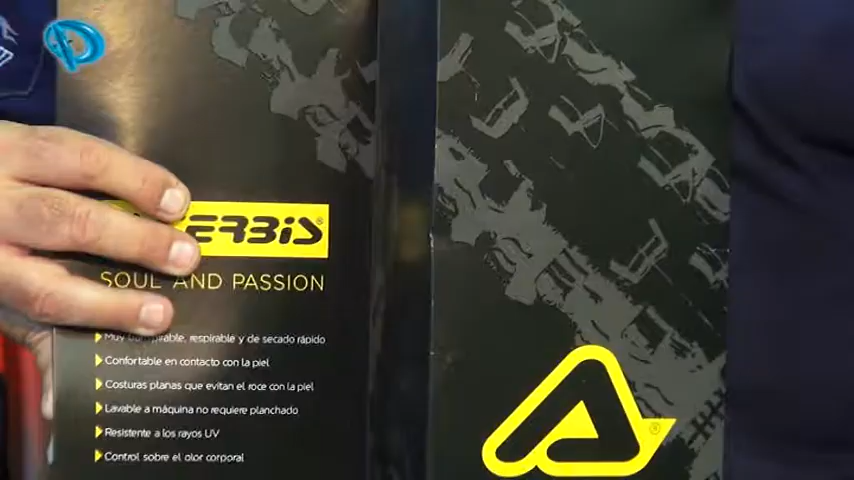 ERBIS®
SOUL AND PASSION
respirable, respirable y de secado rápido
Confortable en contacto con la piel
Costuras planas que evitan el roce con la piel
Lavable a máquina no requiere planchado
Resistente a los rayos UV
Control sobre el olor corporal